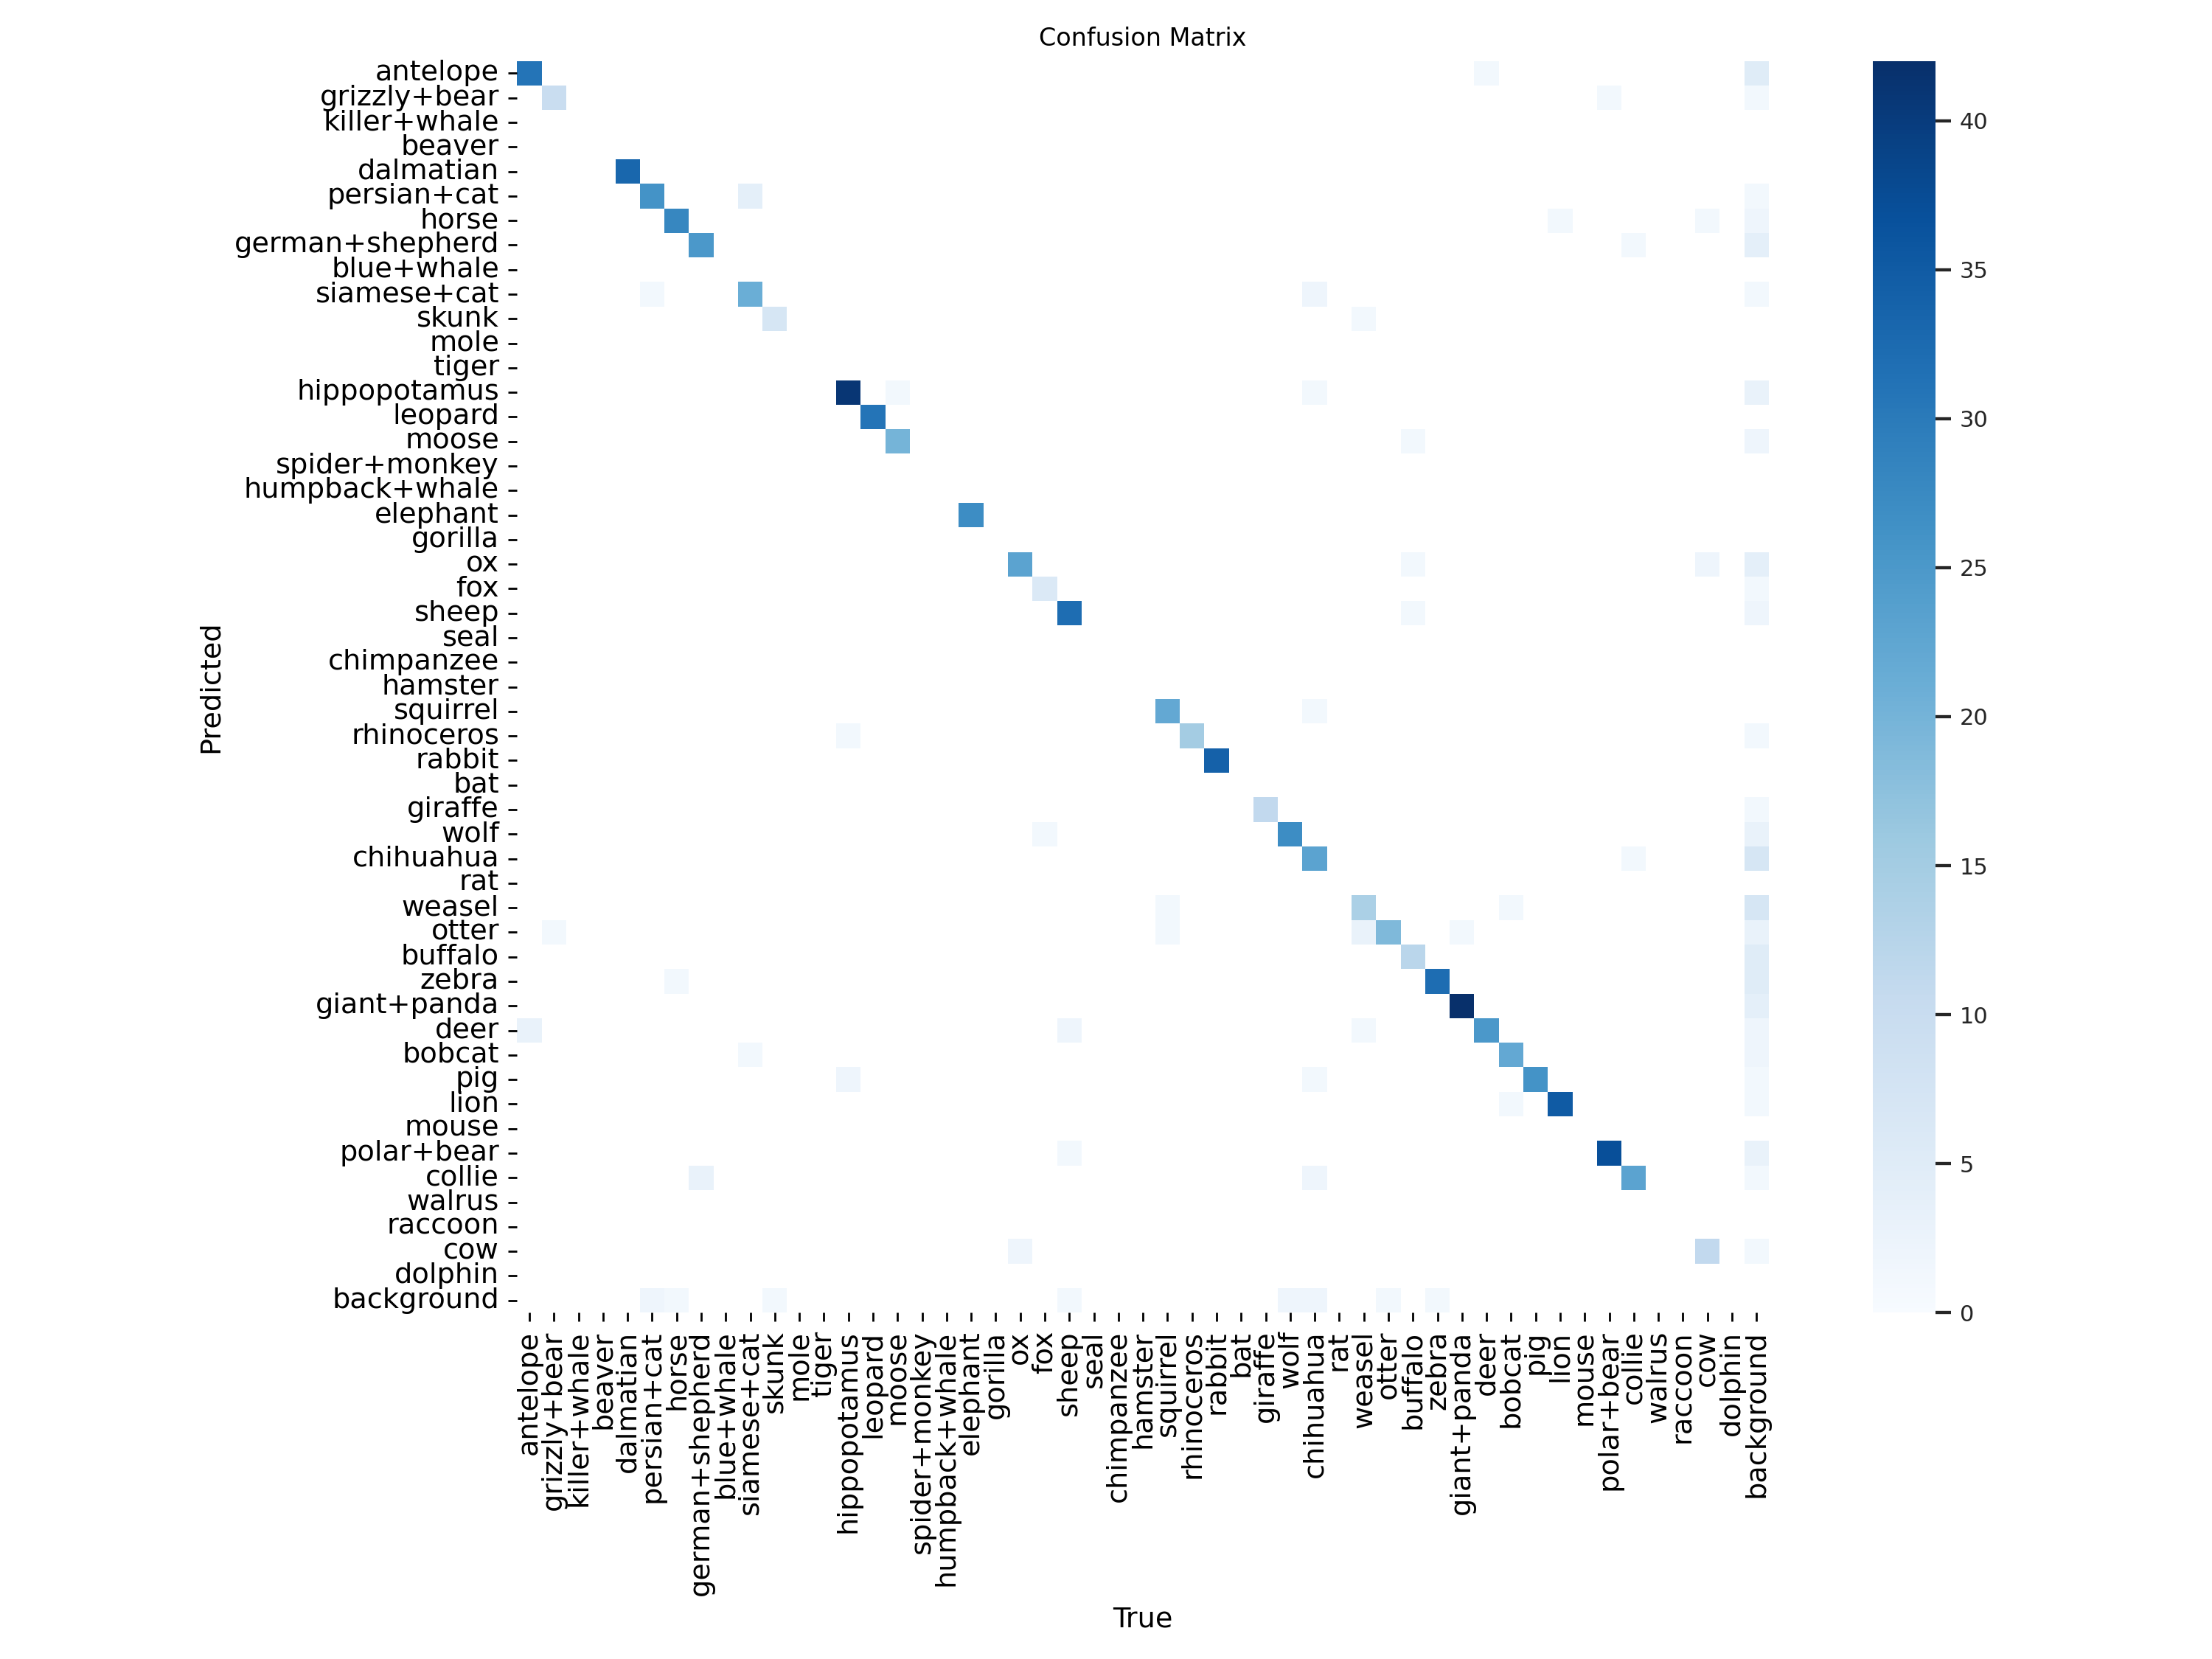 Confusion Matrix
antelope
grizzly+bear
killer+whale
beaver
dalmatian
persian+cat
horse
german+shepherd
blue+whale
siamese+cat
skunk
mole
tiger
hippopotamus
leopard
moose
spider+monkey
humpback+whale
elephant
gorilla
ox
fox
sheep
seal
chimpanzee
hamster
squirrel
rhinoceros
rabbit
bat
giraffe
wolf
chihuahua
rat
weasel
otter
buffalo
zebra
giant+panda
deer
bobcat
pig
lion
mouse
polar+bear
collie
walrus
raccoon
cow
dolphin
background
Predicted
antelope
grizzly+bear
killer+whale
beaver
dalmatian
persian+cat
horse
german+shepherd
blue+whale
siamese+cat
skunk
mole
tiger
hippopotamus
leopard
moose
spider+monkey
humpback+whale
elephant
gorilla
ox
fox
sheep
seal
chimpanzee
hamster
squirrel
rhinoceros
rabbit
bat
giraffe
wolf
chihuahua
rat
weasel
otter
buffalo
zebra
giant+panda
deer
bobcat
pig
lion
mouse
polar+bear
collie
walrus
raccoon
cow
dolphin
background
True
40
35
30
25
20
15
10
5
0